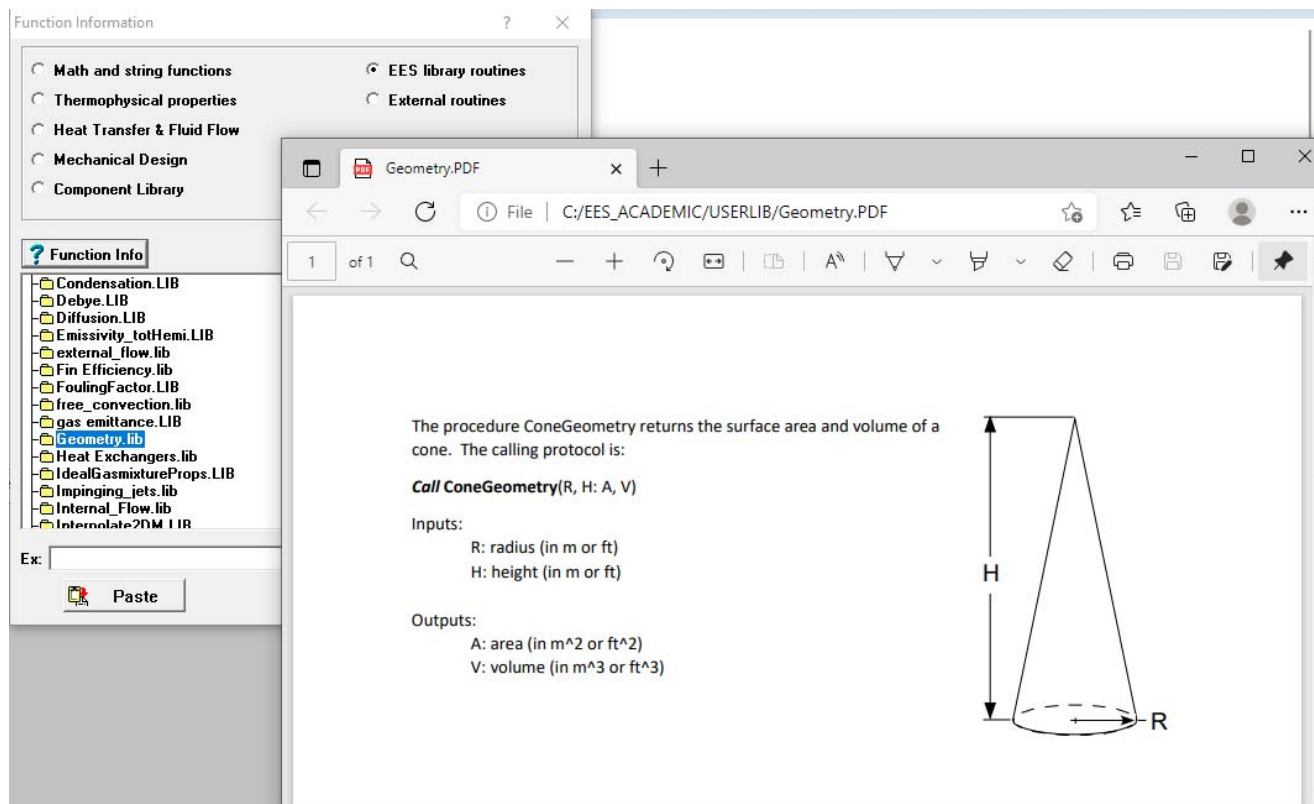 Function Information
?
Math and string functions
EES library routines
Thermophysical properties
External routines
Heat Transfer & Fluid Flow
Mechanical Design
Component Library
? Function Info
Condensation.LIB
Debye.LIB
Diffusion.LIB
Emissivity_totHemi.LIB
external_flow.lib
Fin Efficiency.lib
FoulingFactor.LIB
free_convection.lib
gas emittance.LIB
Geometry.lib
Heat Exchangers.lib
IdealGasmixtureProps.LIB
Impinging_jets.lib
Internal_Flow.lib
Interpolate2DM.LIB
Ex:
Paste
PDF
Geometry.PDF
File | C:/EES_ACADEMIC/USERLIB/Geometry.PDF
1 of 1
The procedure ConeGeometry returns the surface area and volume of a
cone. The calling protocol is:
Call ConeGeometry(R, H: A, V)
Inputs:
R: radius (in m or ft)
H: height (in m or ft)
Outputs:
A: area (in m^2 or ft^2)
V: volume (in m^3 or ft^3)
H
R